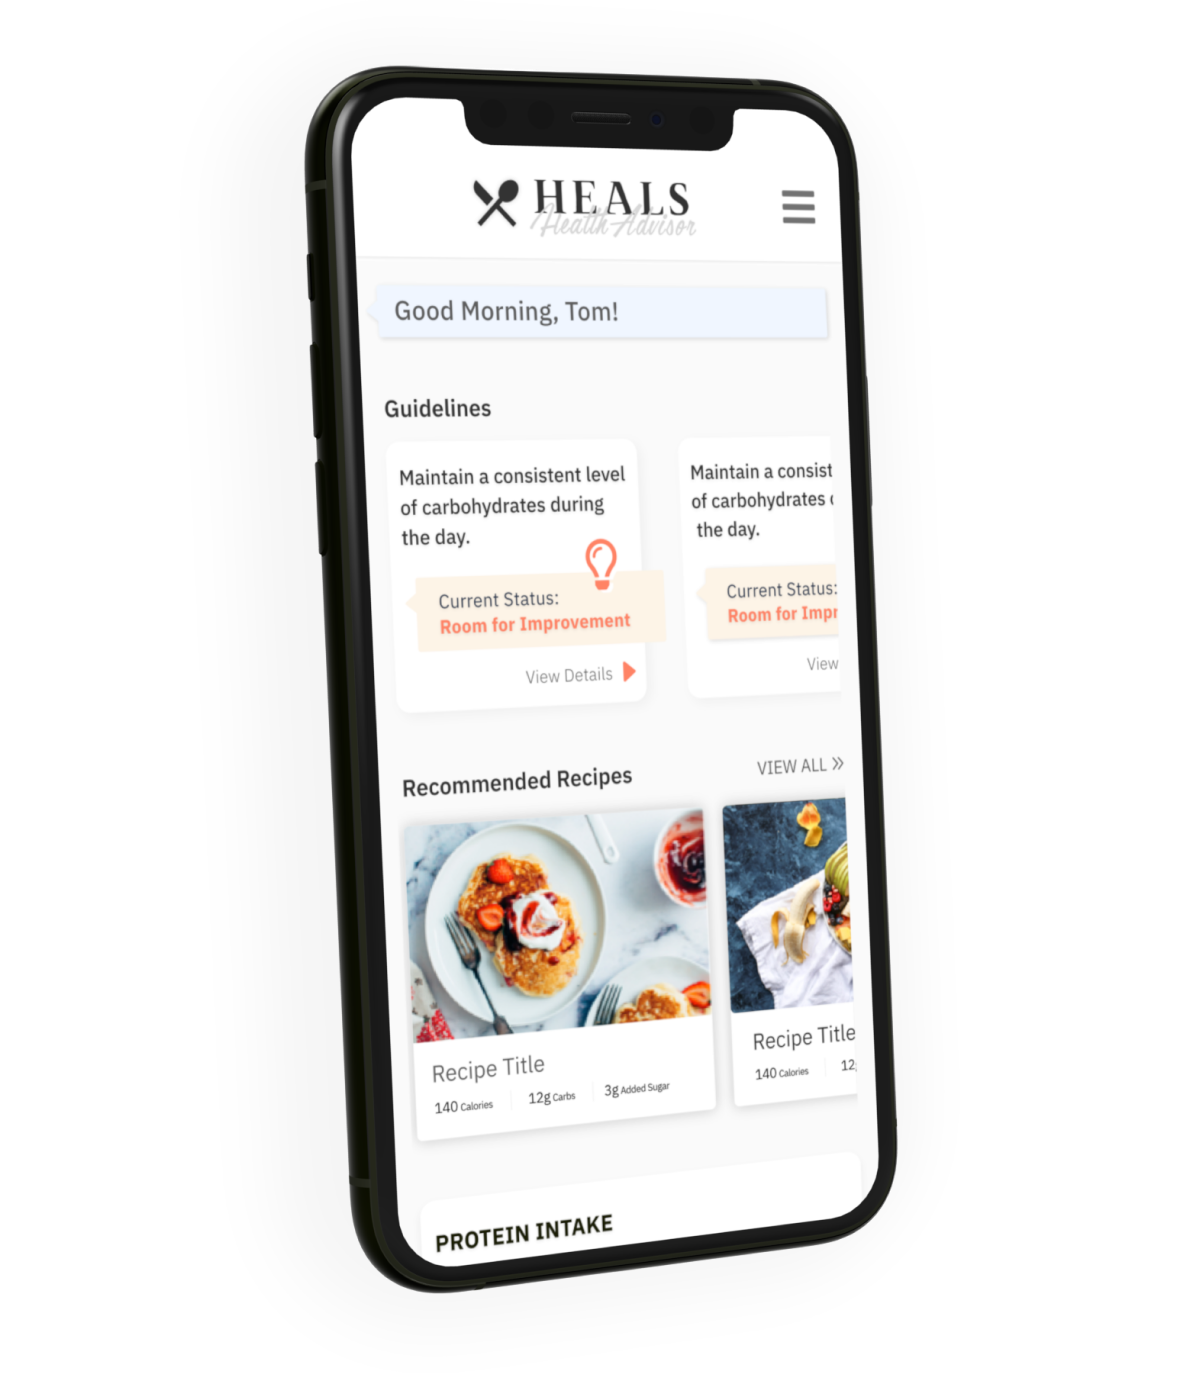 HEALS
Health Advisor
Good Morning, Tom!
Guidelines
Maintain a consistent level
of carbohydrates during
the day.
Current Status:
Room for Improvement
View Details
Maintain a consist
of carbohydrates
the day.
Current Status:
Room for Impr
View
Recommended Recipes
VIEW ALL »
Recipe Title
140 Calories
12g Carbs
3g Added Sugar
Recipe Title
140 Calories
12
PROTEIN INTAKE